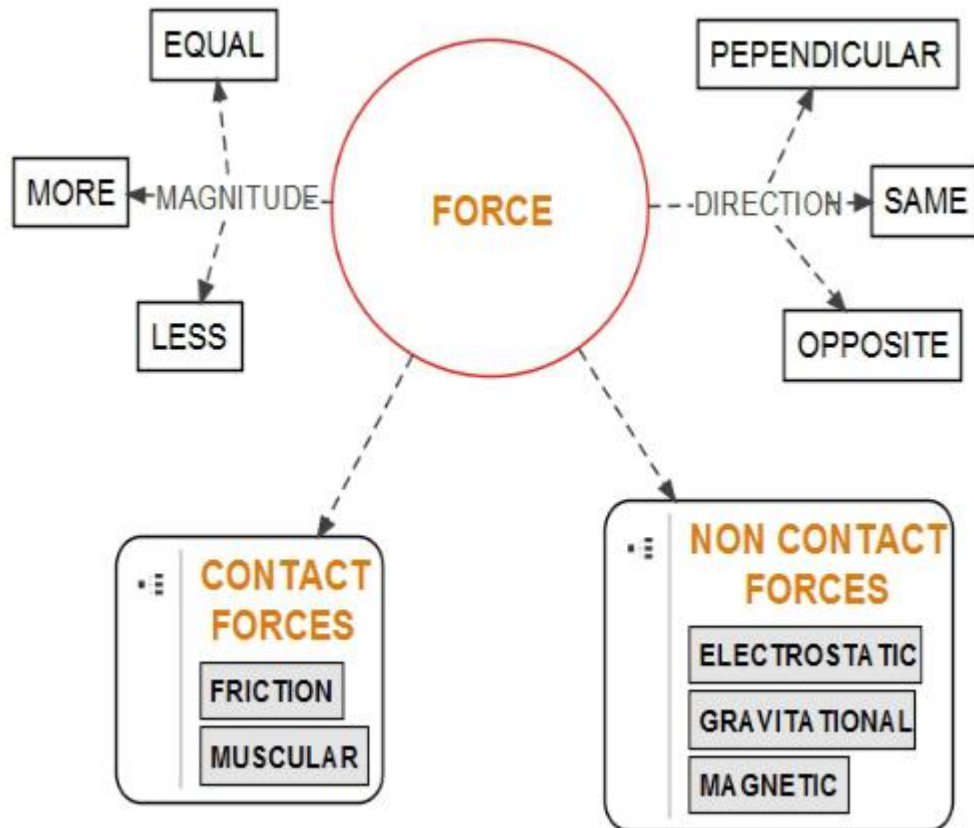 EQUAL
PEPENDICULAR
MORE
MAGNITUDE
FORCE
DIRECTION
SAME
LESS
OPPOSITE
CONTACT
FORCES
FRICTION
MUSCULAR
NON CONTACT
FORCES
ELECTROSTATIC
GRAVITATIONAL
MAGNETIC